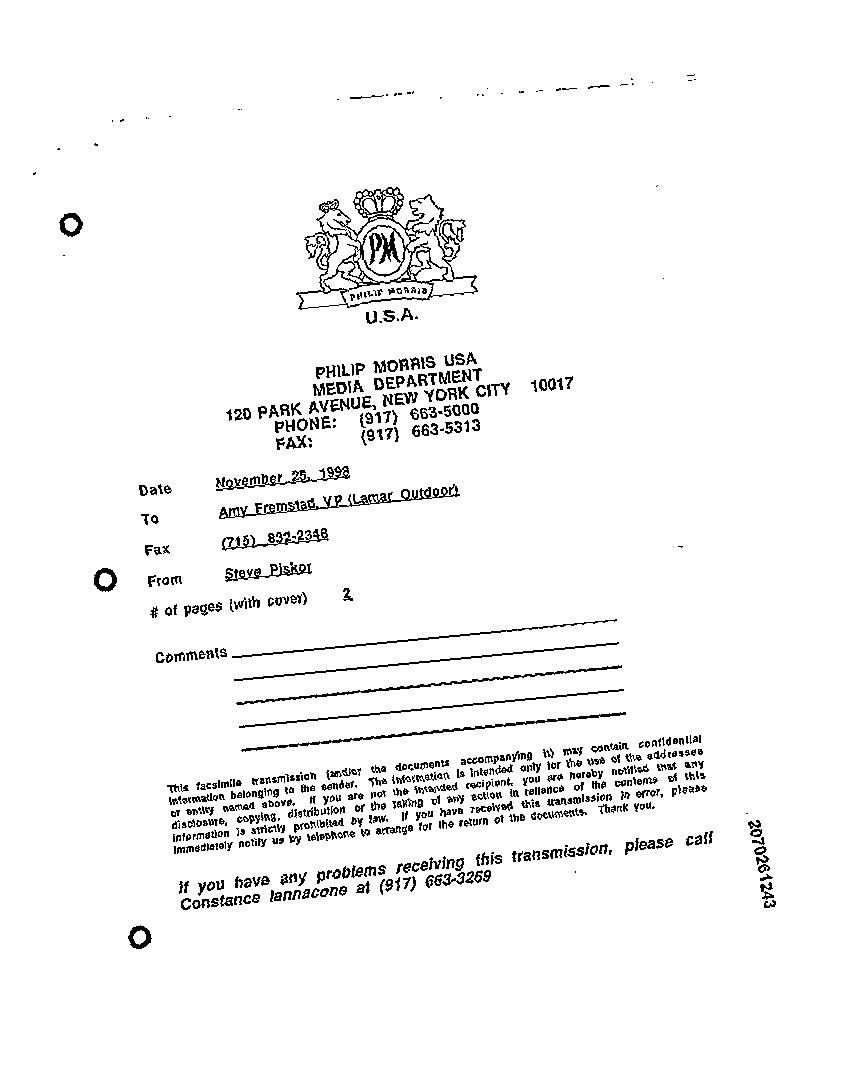 PM
PHILIP MORRIS
U.S.A.
PHILIP MORRIS USA
MEDIA DEPARTMENT
120 PARK AVENUE, NEW YORK CITY 10017
PHONE: (917) 663-5000
FAX: (917) 663-5313
Date November 25, 1998
To Amy Fremstad, VP (Lamar Outdoor)
Fax (715) 832-2348
From Steve Piskor
# of pages (with cover) 2
Comments
This facsimile transmission (and/or the documents accompanying it) may contain confidential
information belonging to the sender. The information is intended only for the use of the addressee
or entity named above. If you are not the intended recipient, you are hereby notified that any
disclosure, copying, distribution or the taking of any action in reliance of the contents of this
information is strictly prohibited by law. If you have received this transmission in error, please
immediately notify us by telephone to arrange for the return of the documents. Thank you.
If you have any problems receiving this transmission, please call
Constance Iannacone at (917) 663-3269
2070261243